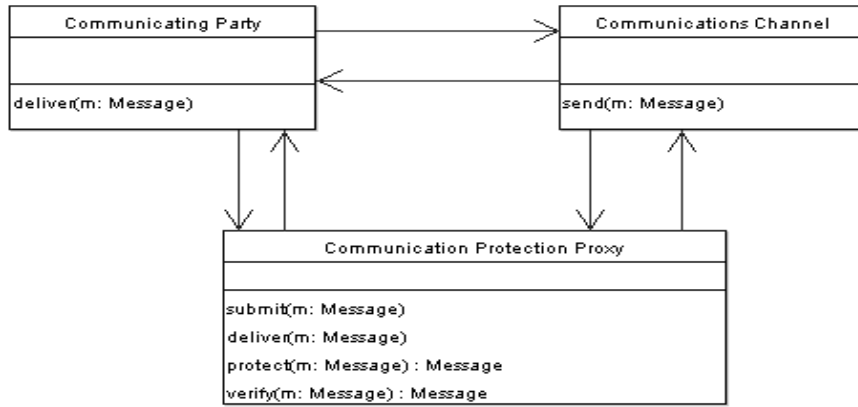 Communicating Party
deliver(m: Message)
Communications Channel
send(m: Message)
Communication Protection Proxy
submit(m: Message)
deliver(m: Message)
protect(m: Message) : Message
verify(m: Message) : Message